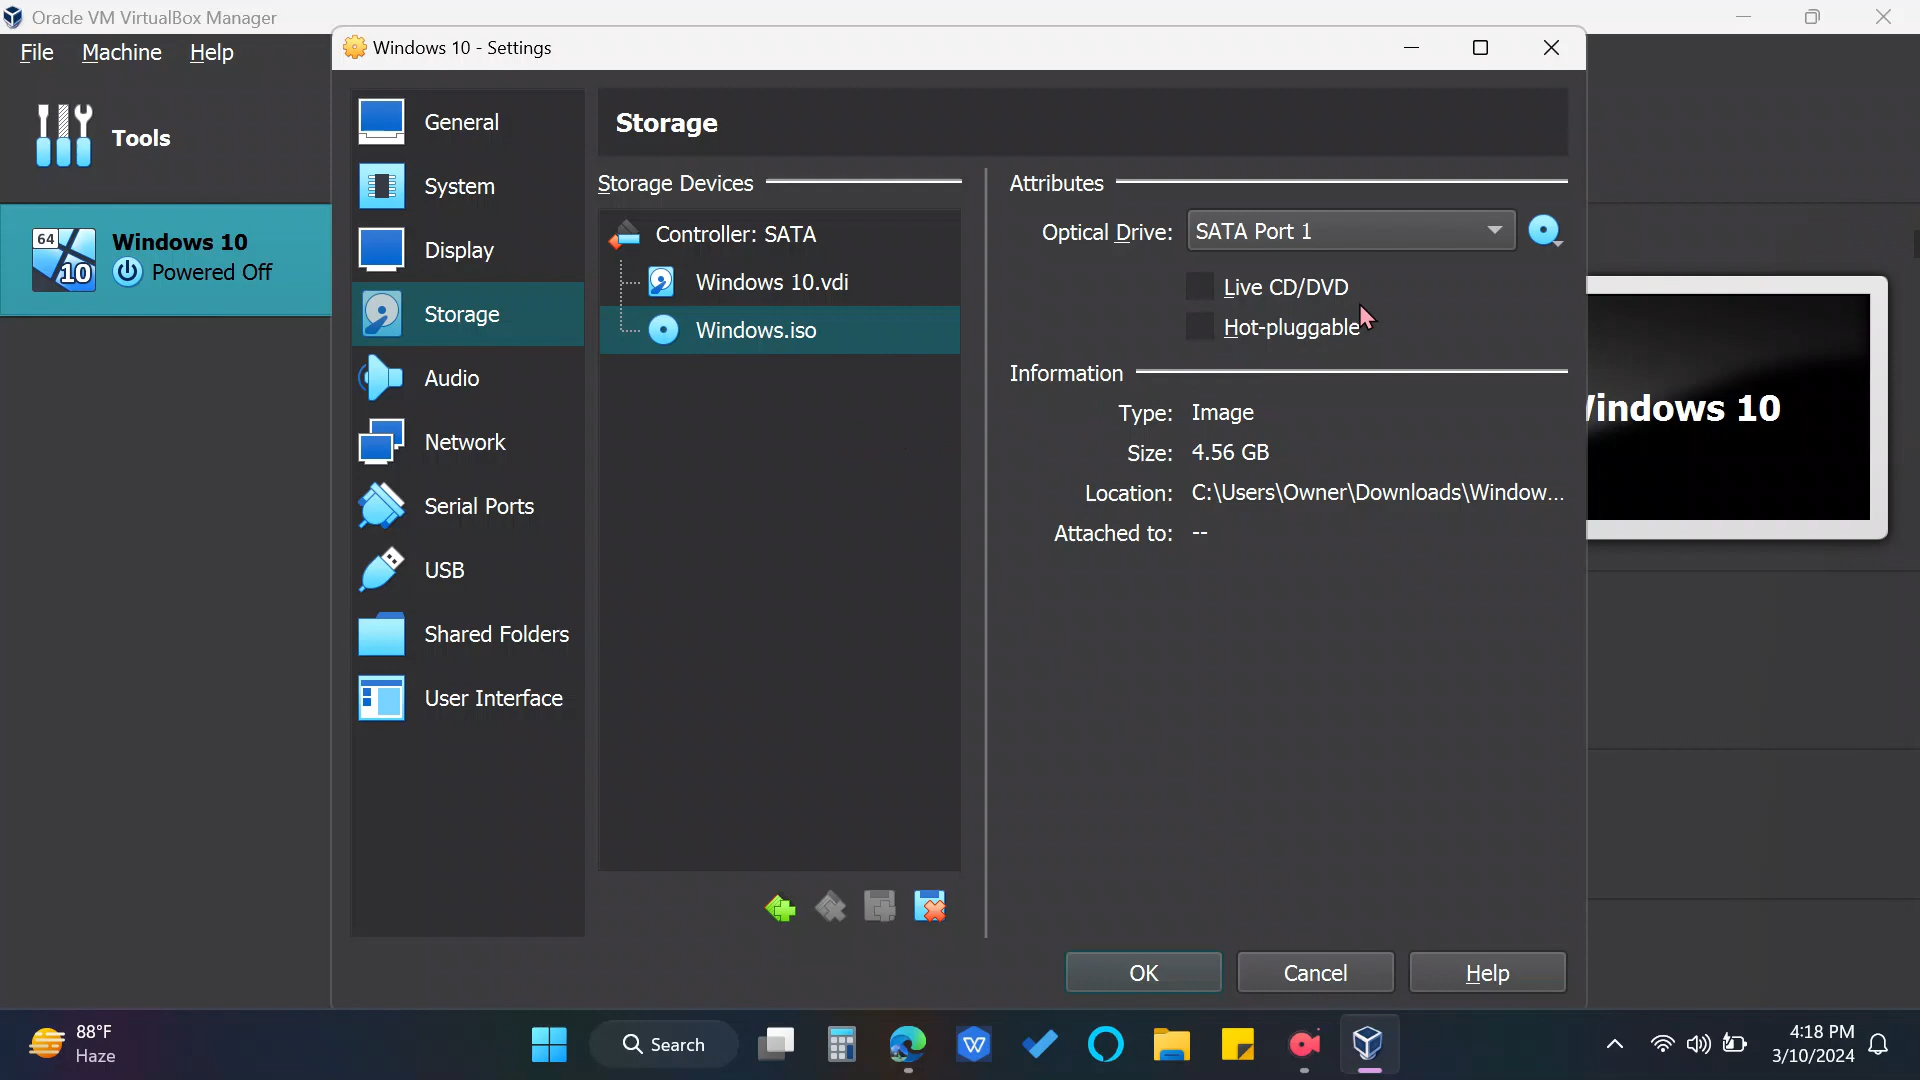 Oracle VM VirtualBox Manager
File Machine Help
Tools
64
10
Windows 10
Powered Off
Windows 10 - Settings
General
System
Display
Storage
Audio
Network
Serial Ports
USB
Shared Folders
User Interface
Storage
Storage Devices
Controller: SATA
Windows 10.vdi
Windows.iso
Attributes
Optical Drive: SATA Port 1
Live CD/DVD
Hot-pluggable
Information
Type: Image
Size: 4.56 GB
Location: C:\Users\Owner\Downloads\Window...
Attached to: --
OK Cancel Help
indows 10
88°F
Haze
Search
W
4:18 PM
3/10/2024